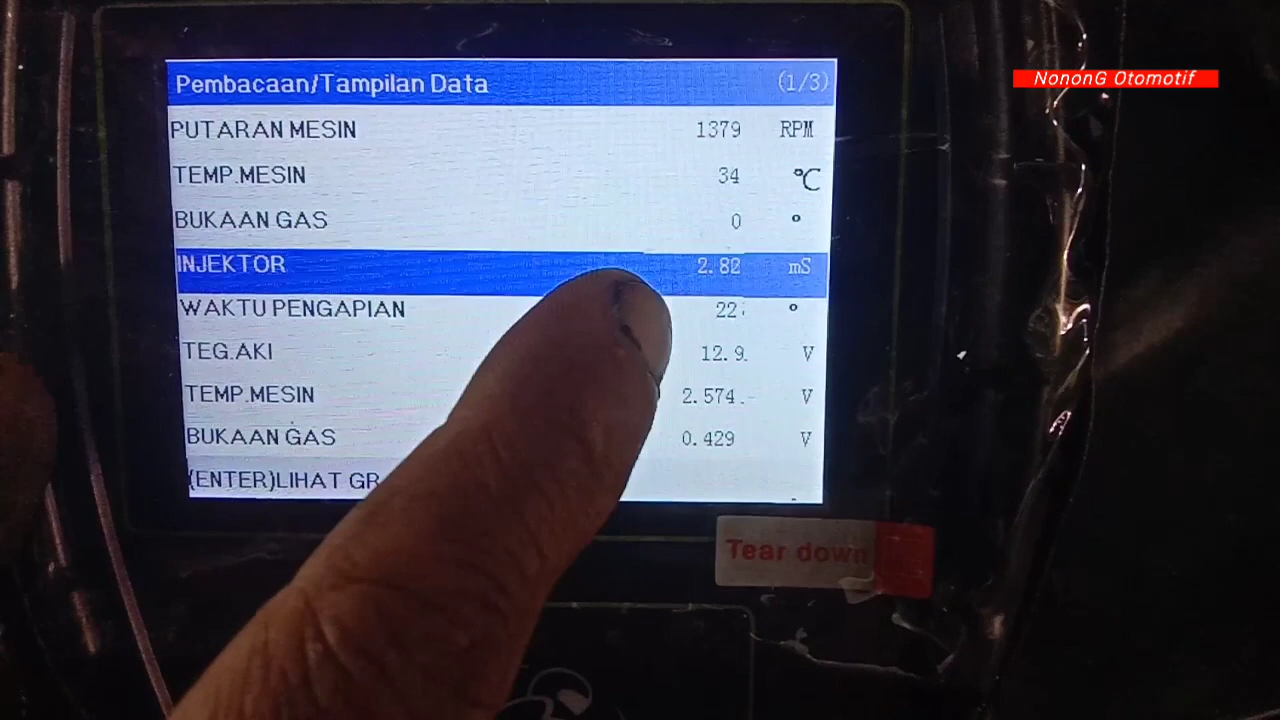 NononG Otomotif
Pembacaan/Tampilan Data (1/3)
PUTARAN MESIN 1379 RPM
TEMP.MESIN 34 °C
BUKAAN GAS 0 °
INJEKTOR 2.80 mS
WAKTU PENGAPIAN 22 °
TEG.AKI 12.9 V
TEMP.MESIN 2.574 V
BUKAAN GAS 0.429 V
(ENTER)LIHAT GR
Tear down